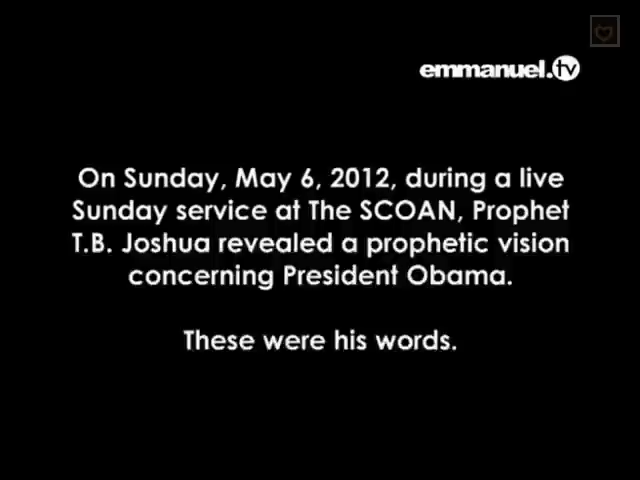 emmanuel.tv
On Sunday, May 6, 2012, during a live
Sunday service at The SCOAN, Prophet
T.B. Joshua revealed a prophetic vision
concerning President Obama.
These were his words.